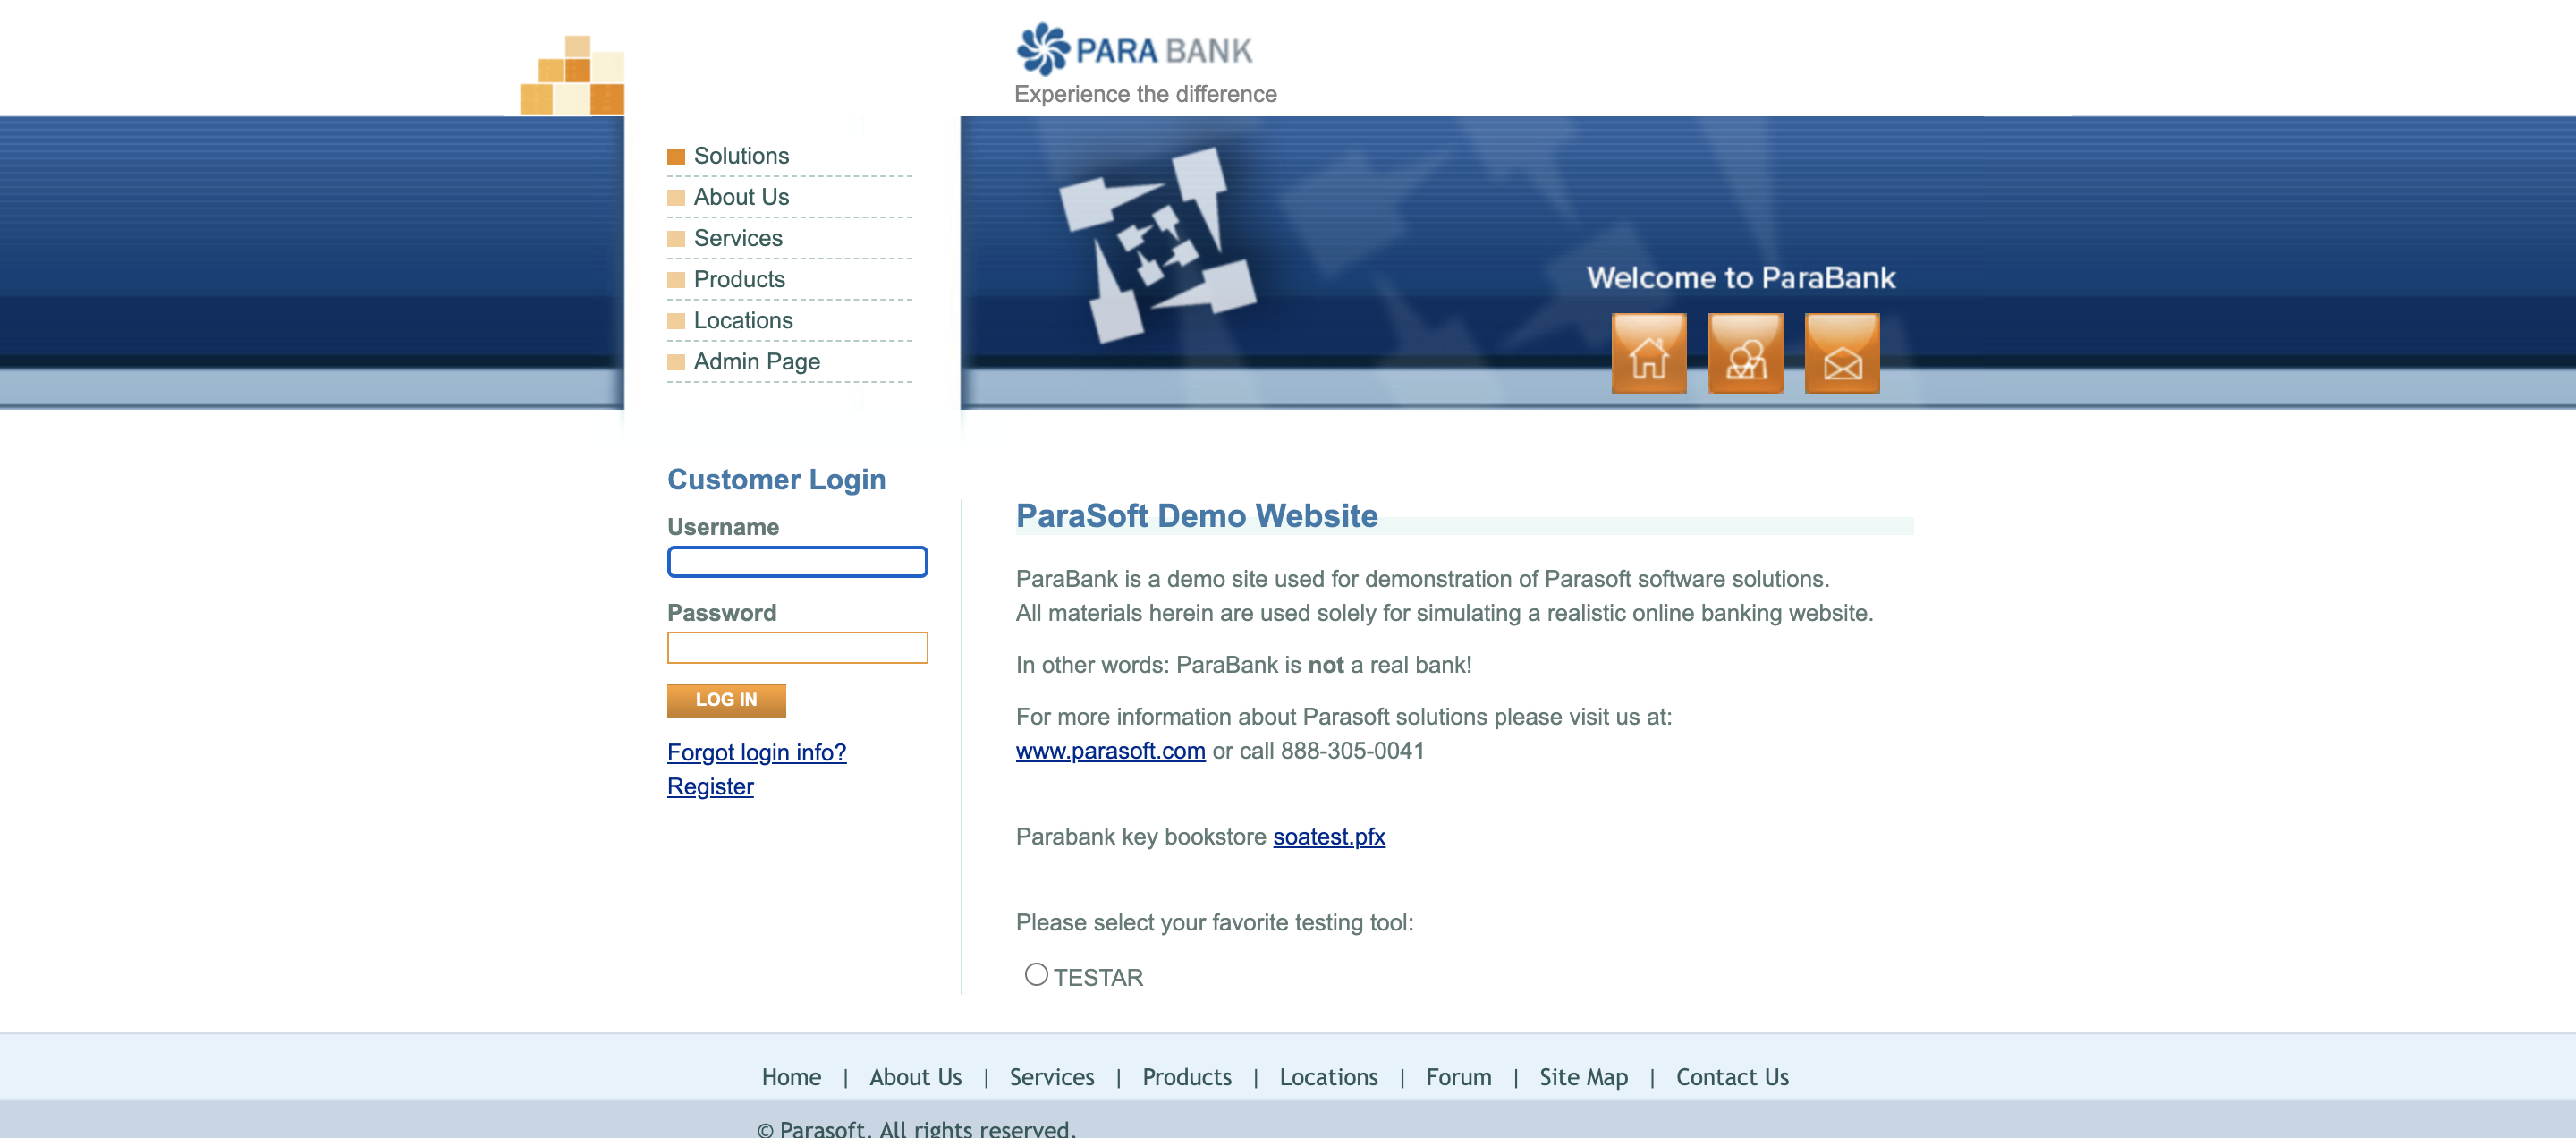 PARA BANK
Experience the difference
Solutions
About Us
Services
Products
Locations
Admin Page
Welcome to ParaBank
Customer Login
Username
Password
LOG IN
Forgot login info?
Register
ParaSoft Demo Website
ParaBank is a demo site used for demonstration of Parasoft software solutions.
All materials herein are used solely for simulating a realistic online banking website.
In other words: ParaBank is not a real bank!
For more information about Parasoft solutions please visit us at:
www.parasoft.com or call 888-305-0041
Parabank key bookstore soatest.pfx
Please select your favorite testing tool:
TESTAR
Home | About Us | Services | Products | Locations | Forum | Site Map | Contact Us
© Parasoft. All rights reserved.